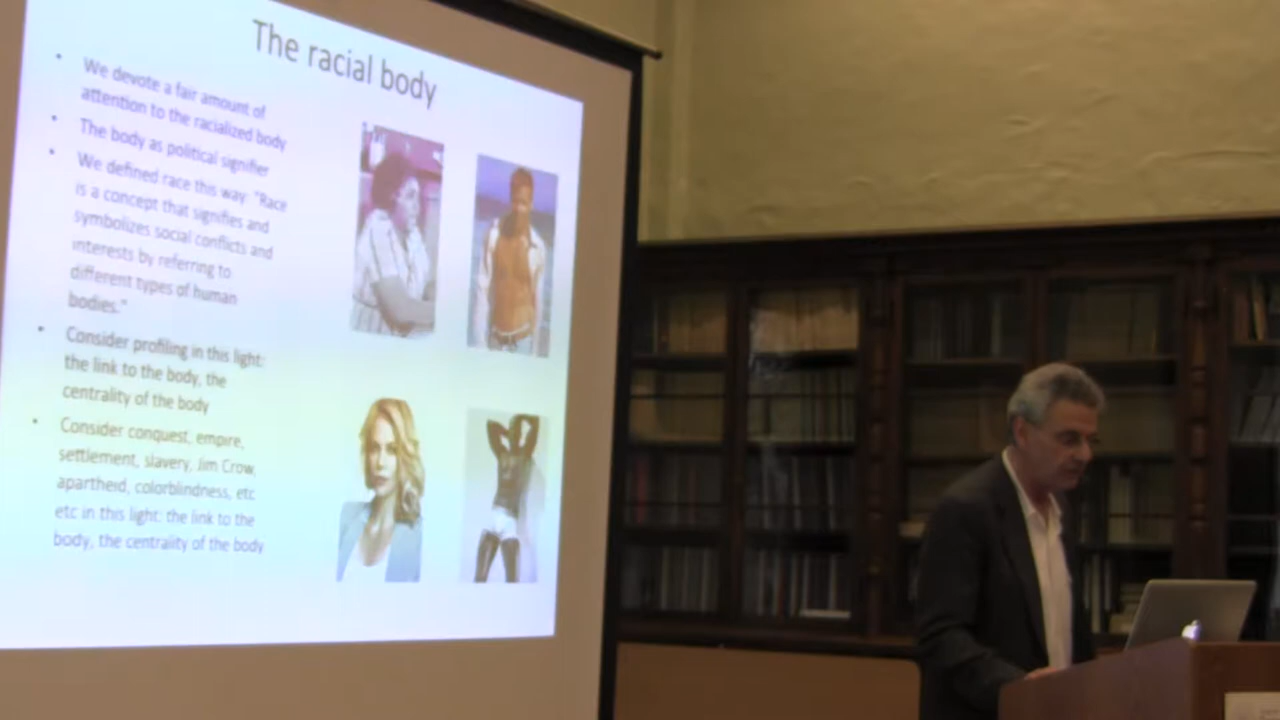 The racial body
We devote a fair amount of
attention to the racialized body
The body as political signifier
We defined race this way: "Race
is a concept that signifies and
symbolizes social conflicts and
interests by referring to
different types of human
bodies."
Consider profiling in this light:
the link to the body, the
centrality of the body
Consider conquest, empire,
settlement, slavery, Jim Crow,
apartheid, colorblindness, etc
etc in this light: the link to the
body, the centrality of the body